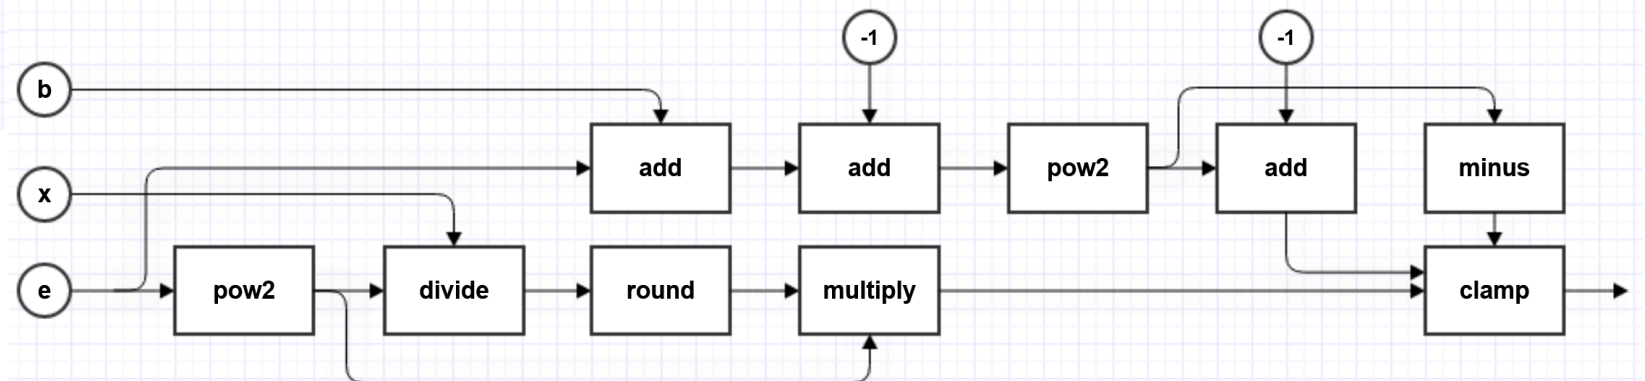 -1
-1
b
add
add
pow2
add
minus
x
e
pow2
divide
round
multiply
clamp